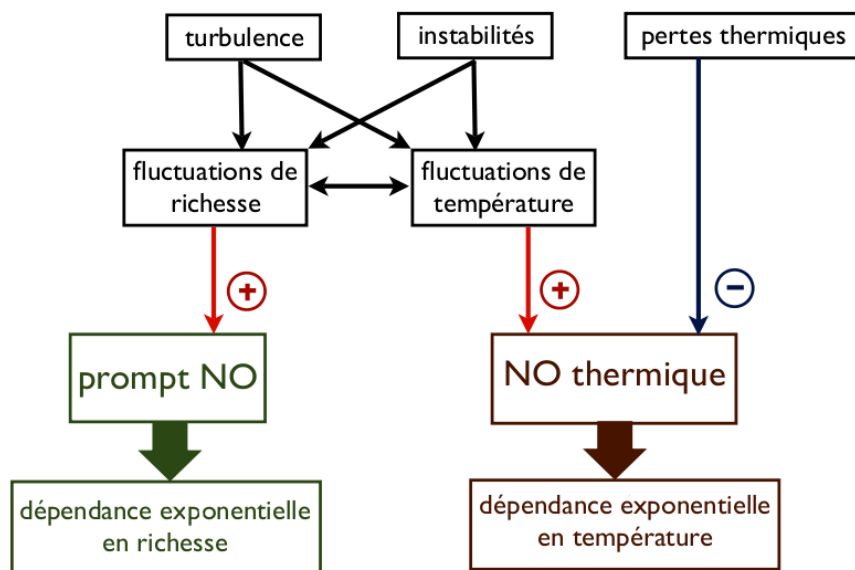 turbulence
instabilités
pertes thermiques
fluctuations de
richesse
fluctuations de
température
+
+
−
prompt NO
NO thermique
dépendance exponentielle
en richesse
dépendance exponentielle
en température